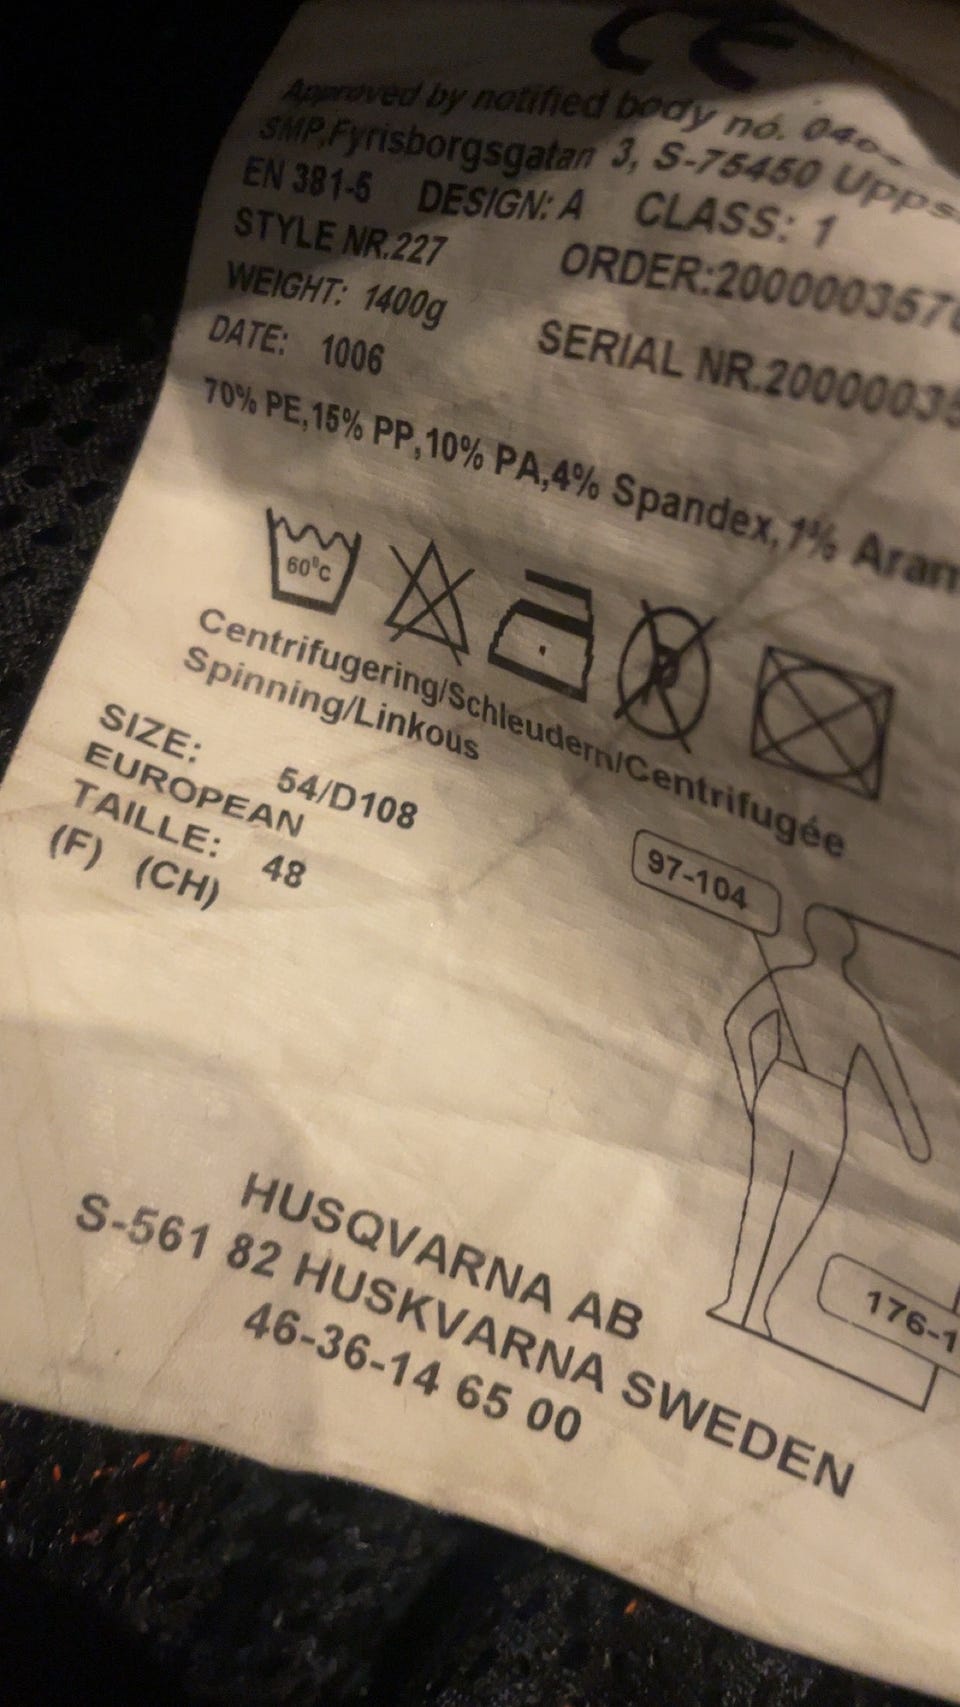 CE
Approved by notified body no.
SMP,Fyrisborgsgatan 3, S-75450
EN 381-5 DESIGN: A CLASS: 1
STYLE NR.227 ORDER:
WEIGHT: 1400g
DATE: 1006 SERIAL NR.
70% PE,15% PP,10% PA,4% Spandex, 1%
60°C
P
Centrifugering/Schleudern/Centrifugée
Spinning/Linkous
SIZE: 54/D108
EUROPEAN
TAILLE: 48
(F) (CH)
97-104
HUSQVARNA AB
S-561 82 HUSKVARNA SWEDEN
46-36-14 65 00